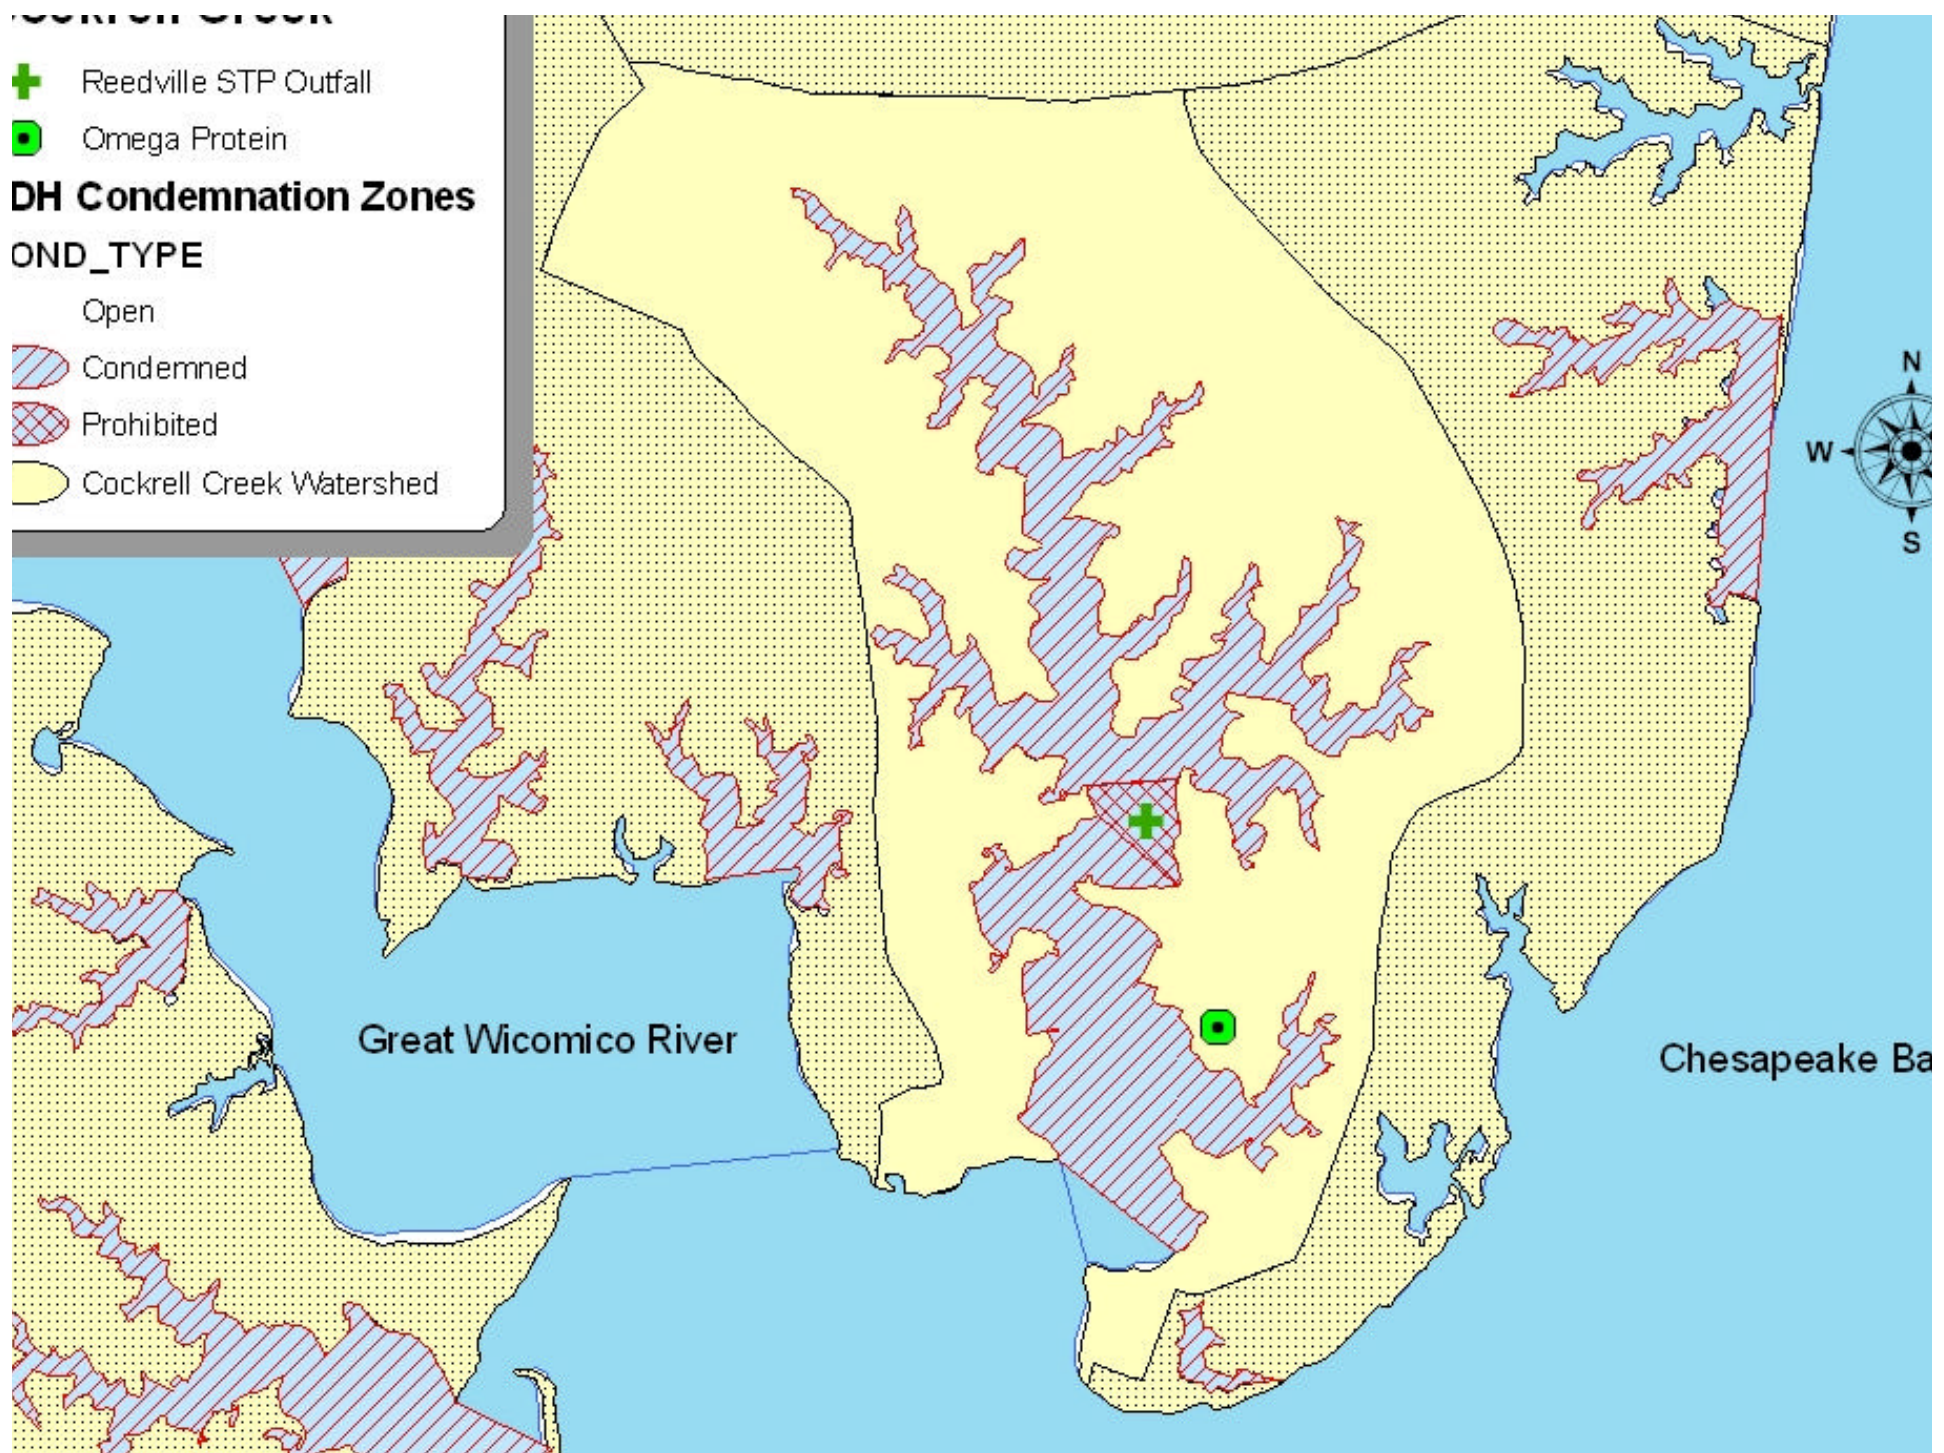 Reedville STP Outfall
Omega Protein
DH Condemnation Zones
OND_TYPE
Open
Condemned
Prohibited
Cockrell Creek Watershed
N
W
S
Great Wicomico River
Chesapeake Ba